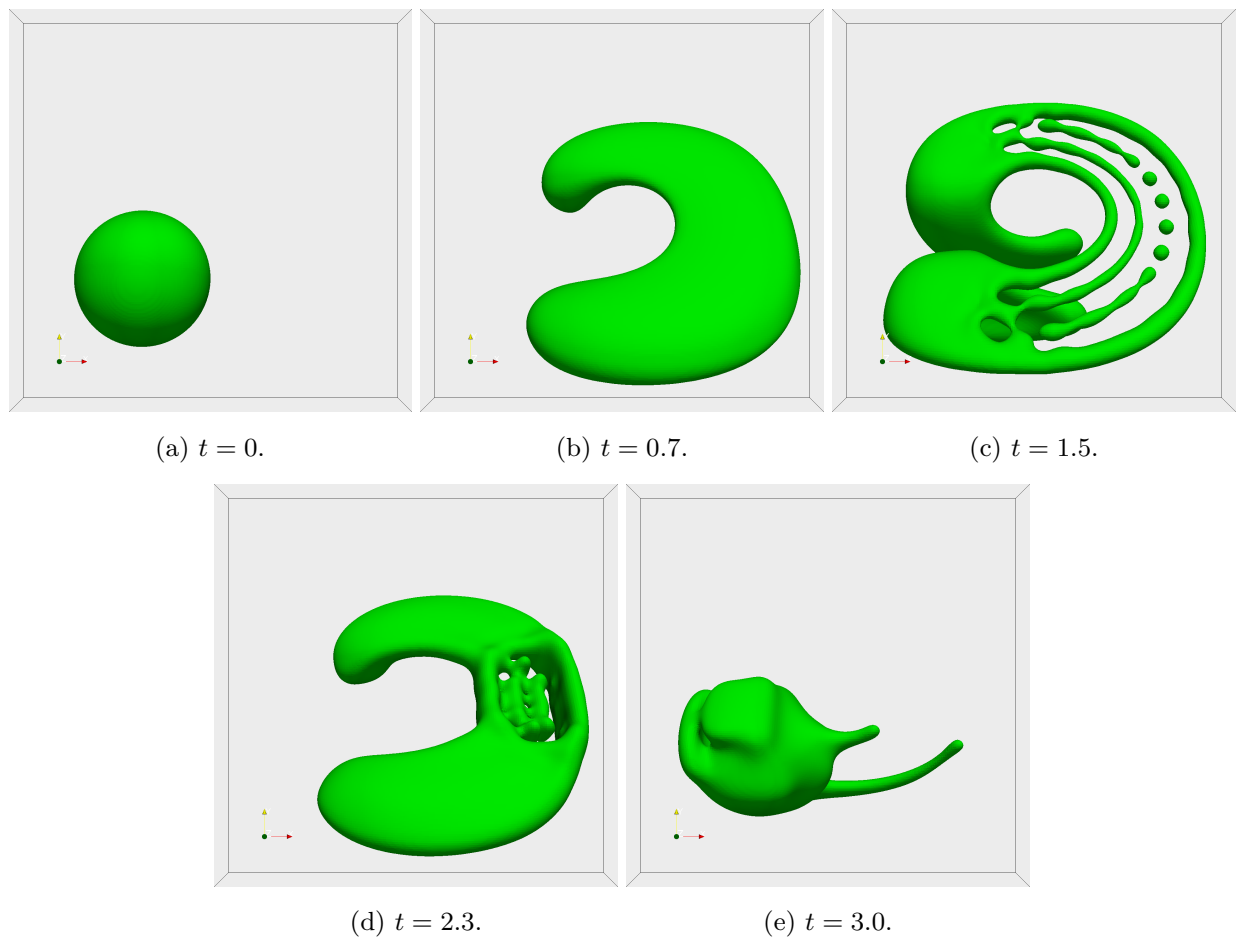 (a) t = 0.
(b) t = 0.7.
(c) t = 1.5.
(d) t = 2.3.
(e) t = 3.0.